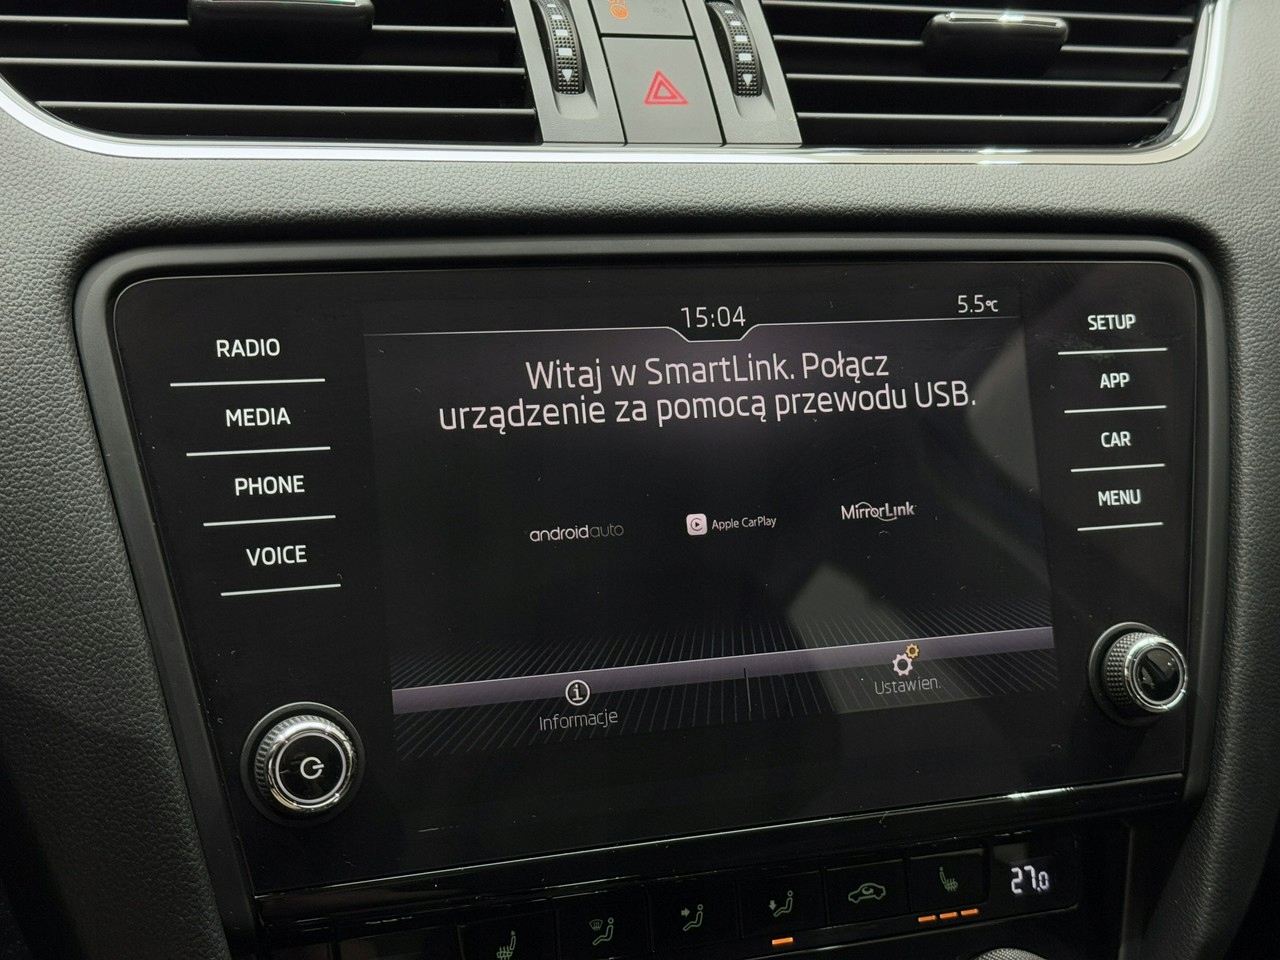 15:04
5.5°C
RADIO
MEDIA
PHONE
VOICE
Witaj w SmartLink. Połącz
urządzenie za pomocą przewodu USB.
SETUP
APP
CAR
MENU
androidauto
Apple CarPlay
MirrorLink
Informacje
Ustawien.
27.0